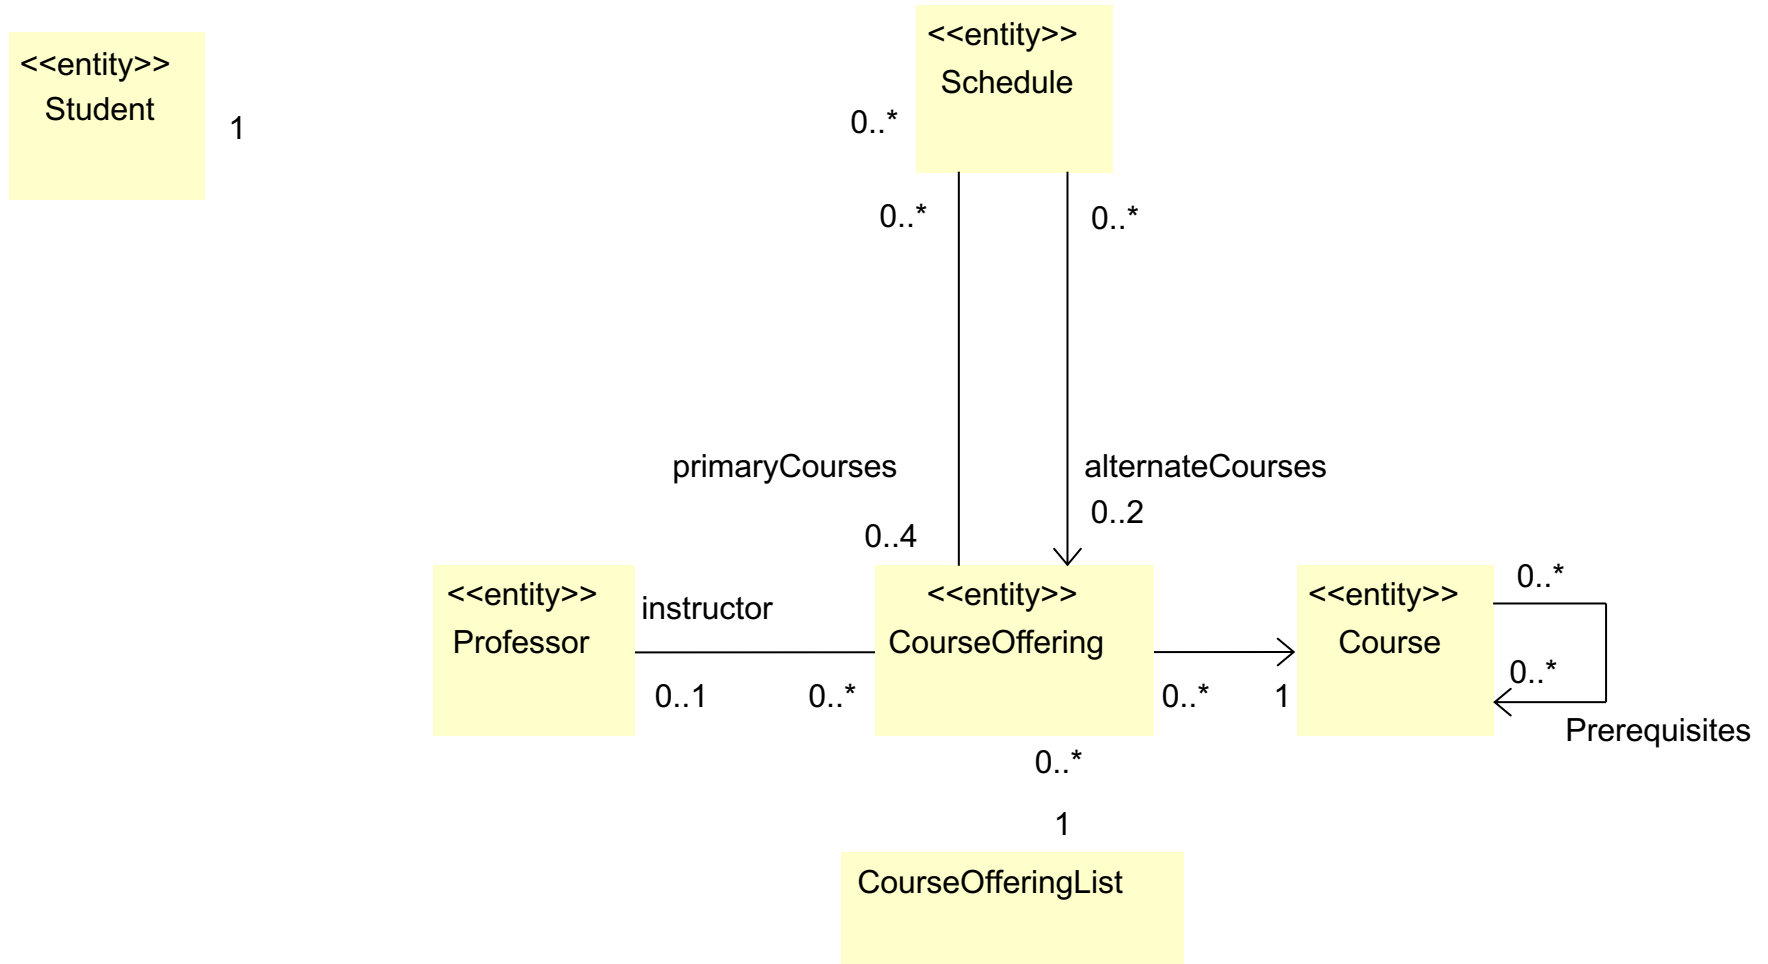 <<entity>>
Student
1
<<entity>>
Schedule
0..*
0..*
0..*
primaryCourses
alternateCourses
0..2
0..4
<<entity>>
Professor
instructor
0..1
0..*
<<entity>>
CourseOffering
0..*
1
<<entity>>
Course
0..*
0..*
Prerequisites
0..*
1
CourseOfferingList